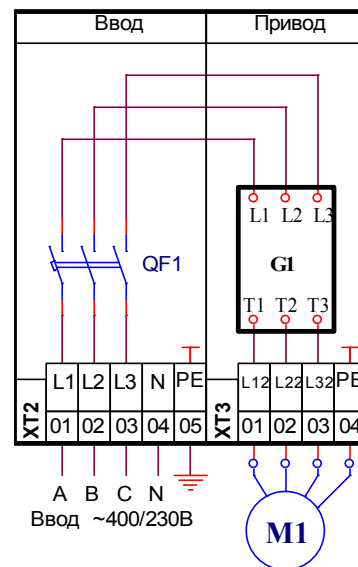 Ввод Привод
L1 L2 L3
QF1 G1
T1 T2 T3
XT2 L1 L2 L3 N PE XT3 L12 L22 L32 PE
01 02 03 04 05 01 02 03 04
A B C N
Ввод ~400/230В
M1